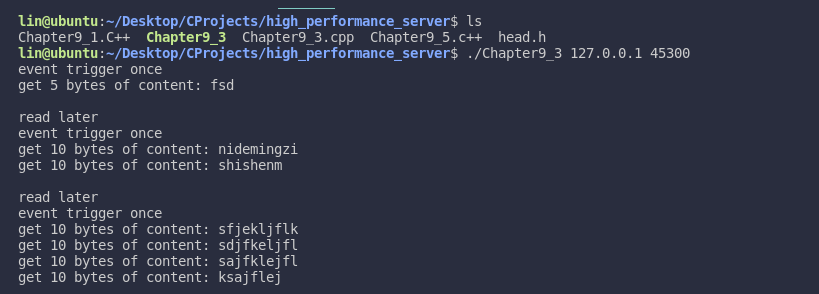 lin@ubuntu:~/Desktop/CProjects/high_performance_server$ ls
Chapter9_1.C++  Chapter9_3  Chapter9_3.cpp  Chapter9_5.c++  head.h
lin@ubuntu:~/Desktop/CProjects/high_performance_server$ ./Chapter9_3 127.0.0.1 45300
event trigger once
get 5 bytes of content: fsd
read later
event trigger once
get 10 bytes of content: nidemingzi
get 10 bytes of content: shishenm
read later
event trigger once
get 10 bytes of content: sfjekljflk
get 10 bytes of content: sdjfkeljfl
get 10 bytes of content: sajfklejfl
get 10 bytes of content: ksajflej